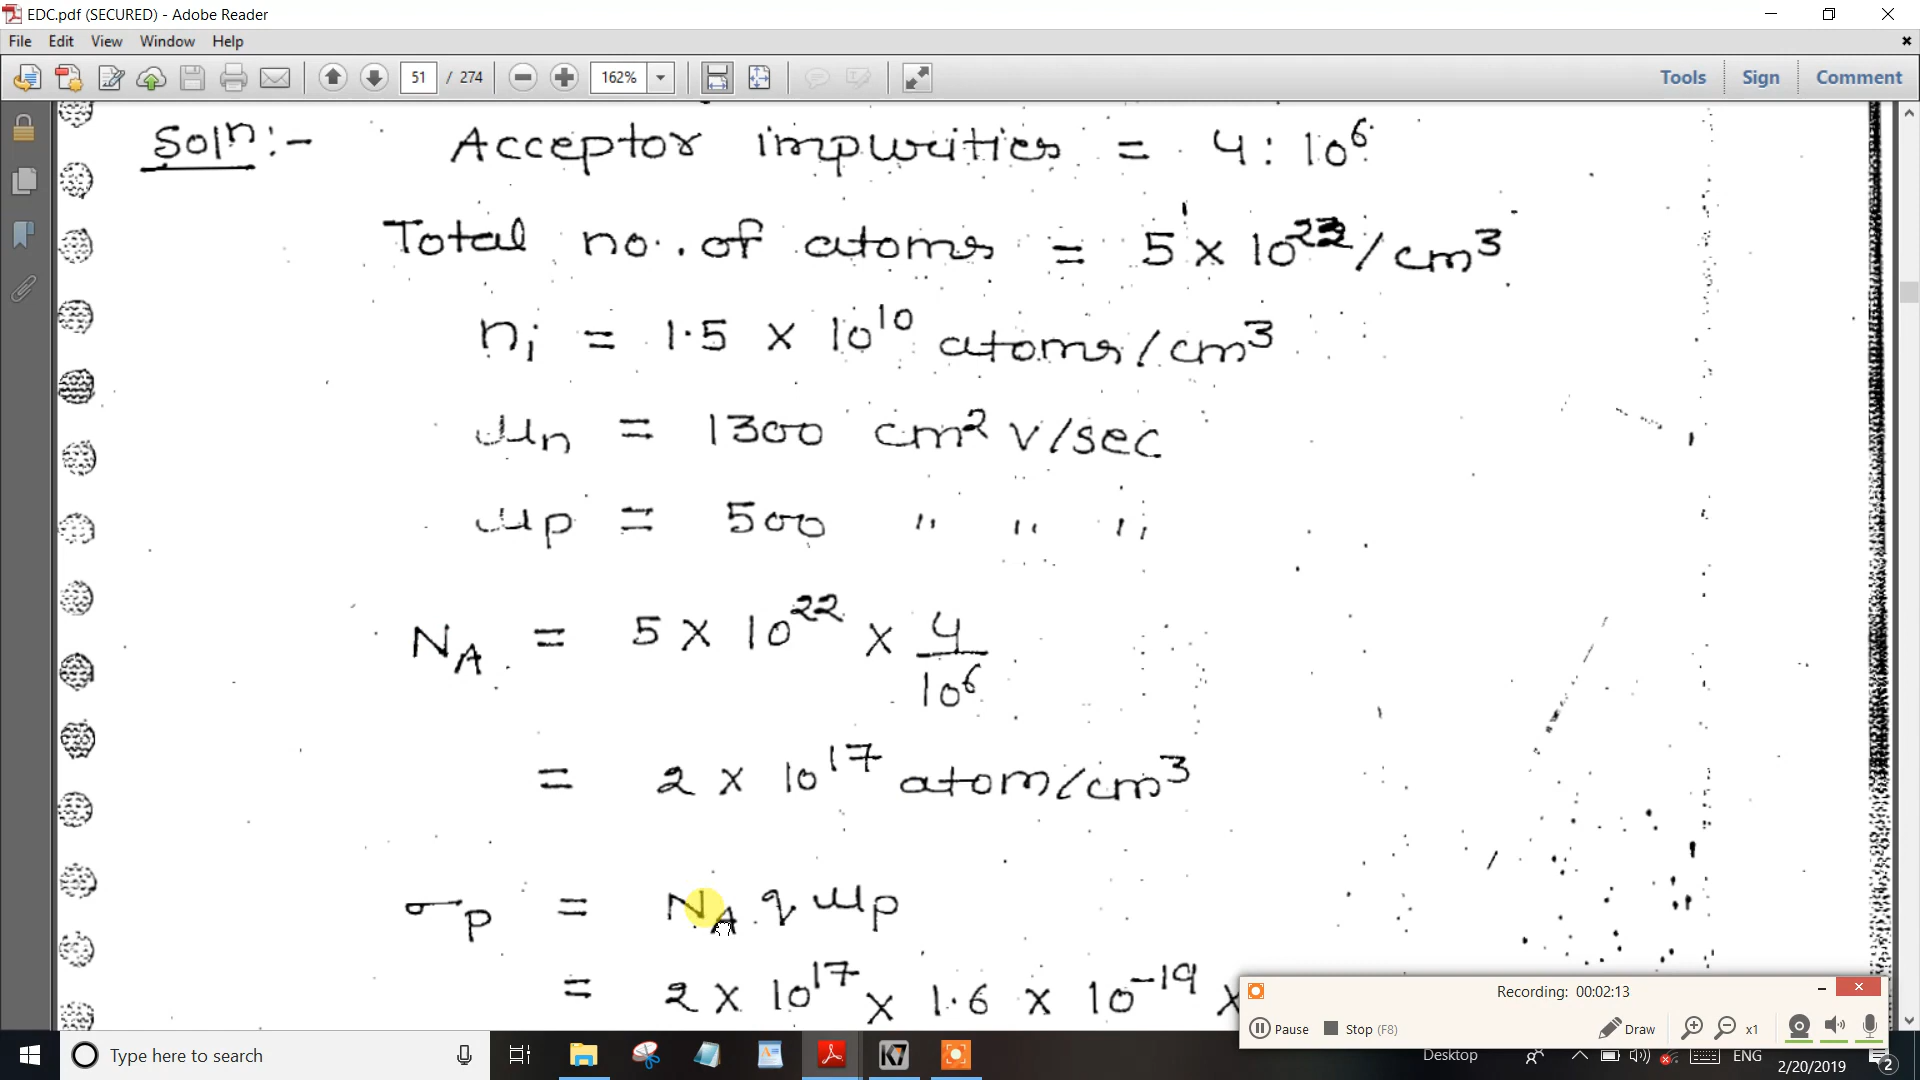 EDC.pdf (SECURED) - Adobe Reader
File Edit View Window Help
51 / 274 162% Tools Sign Comment
Soln:- Acceptor impurities = 4 : 10⁶
Total no. of atoms = 5 × 10²² / cm³
nᵢ = 1.5 × 10¹⁰ atoms / cm³
μn = 1300 cm² v/sec
μp = 500 " " "
N_A = 5 × 10²² × 4/10⁶
= 2 × 10¹⁷ atom/cm³
σp = N_A q μp
= 2 × 10¹⁷ × 1.6 × 10⁻¹⁹ ×
Recording: 00:02:13
Pause Stop (F8) Draw x1
Type here to search
Desktop ENG
2/20/2019 2